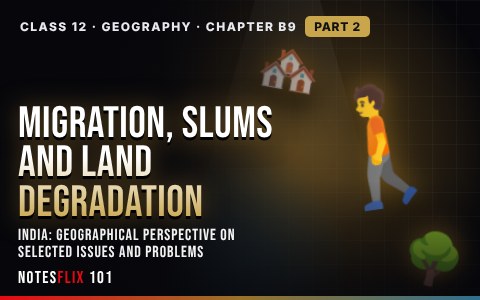 CLASS 12 · GEOGRAPHY · CHAPTER B9 PART 2
MIGRATION, SLUMS
AND LAND
DEGRADATION
INDIA: GEOGRAPHICAL PERSPECTIVE ON
SELECTED ISSUES AND PROBLEMS
NOTESFLIX 101